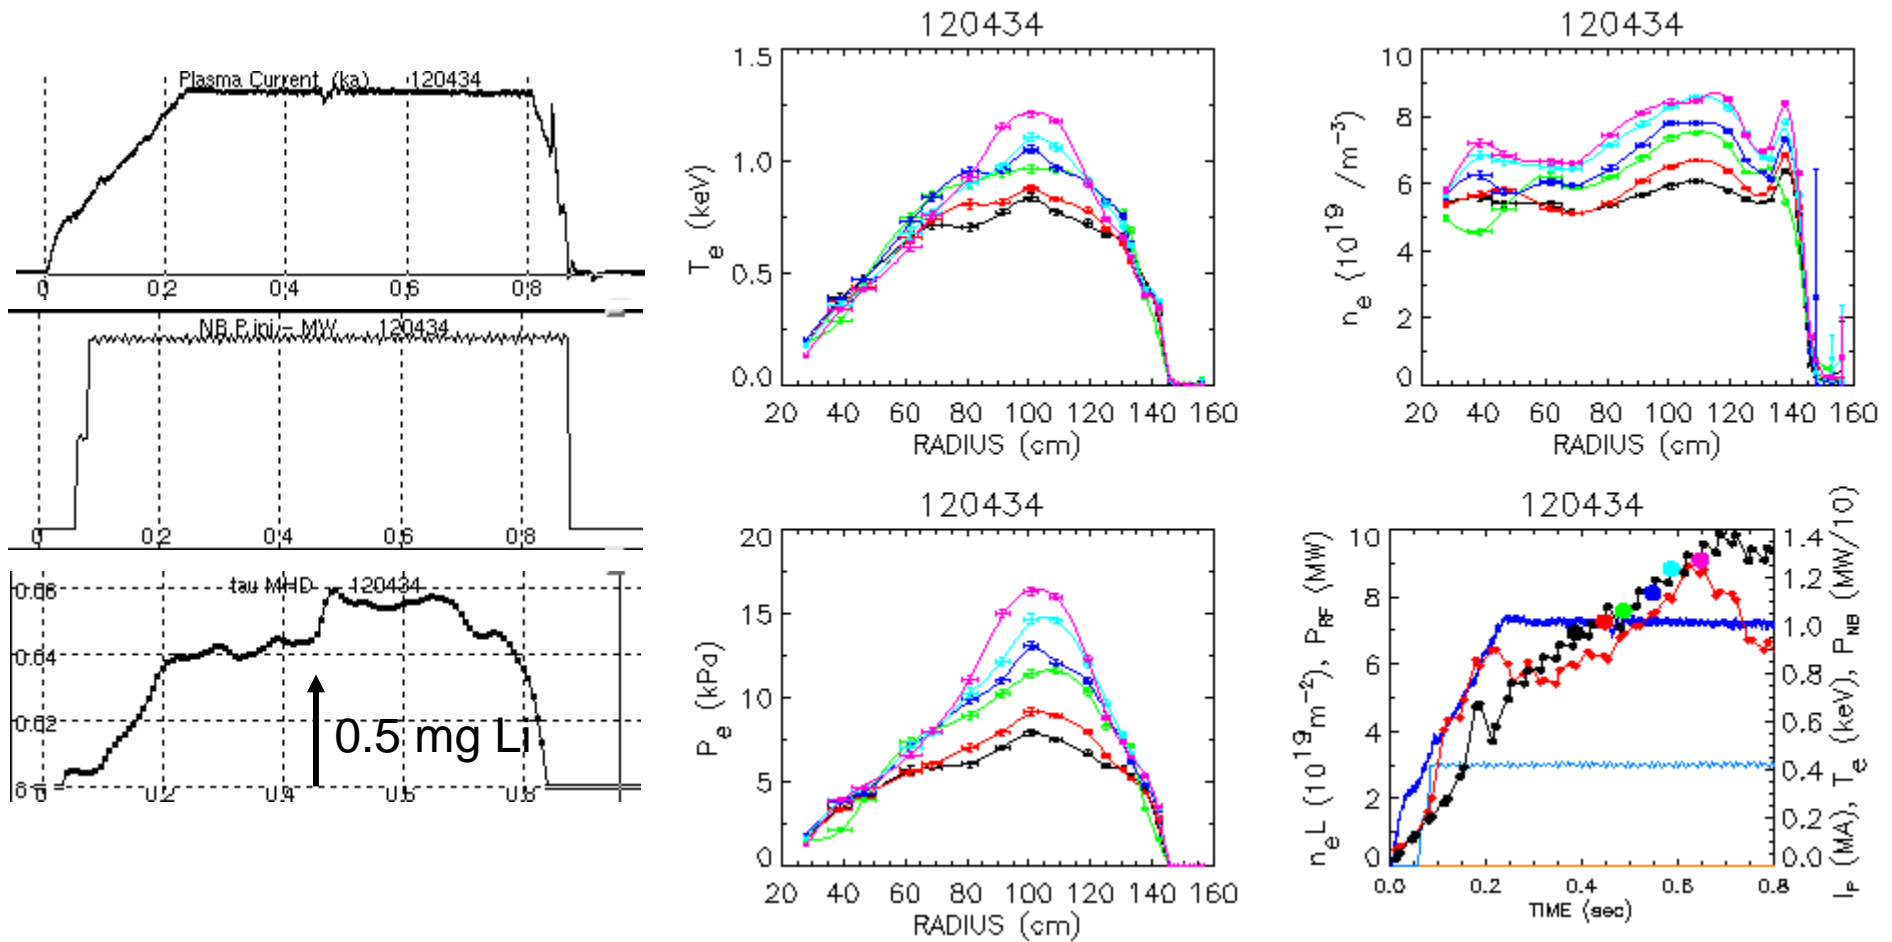 Plasma Current (ka) 120434
0 0.2 0.4 0.6 0.8
NB P inj - MW 120434
0 0.2 0.4 0.6 0.8
tau MHD 120434
0.06
0.04
0.02
0.5 mg Li
0 0.2 0.4 0.6 0.8
120434
1.5
1.0
0.5
0.0
Te (keV)
20 40 60 80 100 120 140 160
RADIUS (cm)
120434
10
8
6
4
2
0
ne (10^19 /m^-3)
20 40 60 80 100 120 140 160
RADIUS (cm)
120434
20
15
10
5
0
Pe (kPa)
20 40 60 80 100 120 140 160
RADIUS (cm)
120434
10
8
6
4
2
0
neL (10^19 m^-2), PRF (MW)
1.4
1.2
1.0
0.8
0.6
0.4
0.2
0.0
IP (MA), Te (keV), PNB (MW/10)
0.0 0.2 0.4 0.6 0.8
TIME (sec)